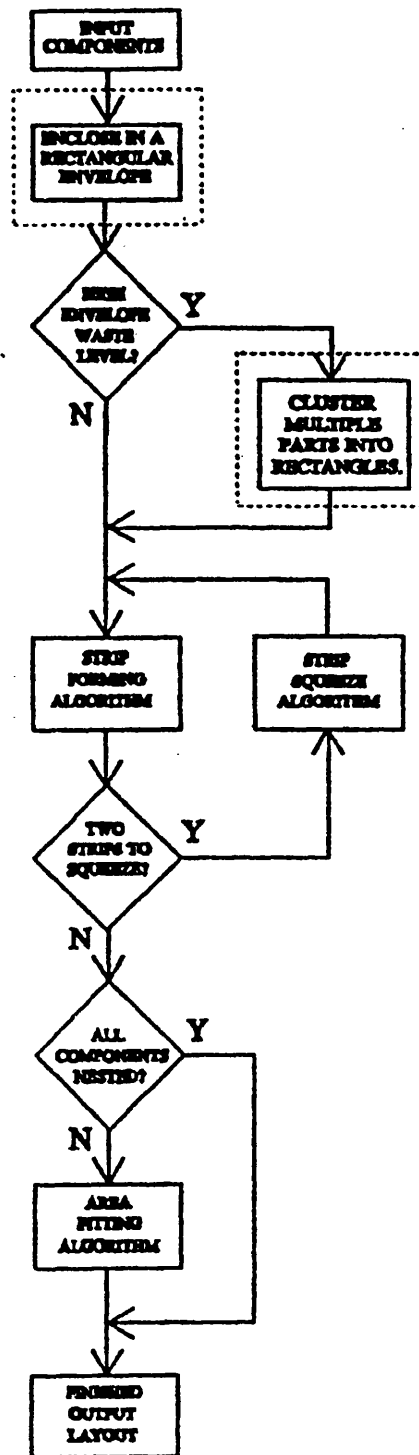 INPUT
COMPONENTS
ENCLOSE IN A
RECTANGULAR
ENVELOPE
HIGH
ENVELOPE
WASTE
LEVEL?
Y
N
CLUSTER
MULTIPLE
PARTS INTO
RECTANGLES.
STRIP
FORMING
ALGORITHM
STRIP
SQUEEZE
ALGORITHM
TWO
STRIPS TO
SQUEEZE?
Y
N
ALL
COMPONENTS
NESTED?
Y
N
AREA
FITTING
ALGORITHM
FINISHED
OUTPUT
LAYOUT